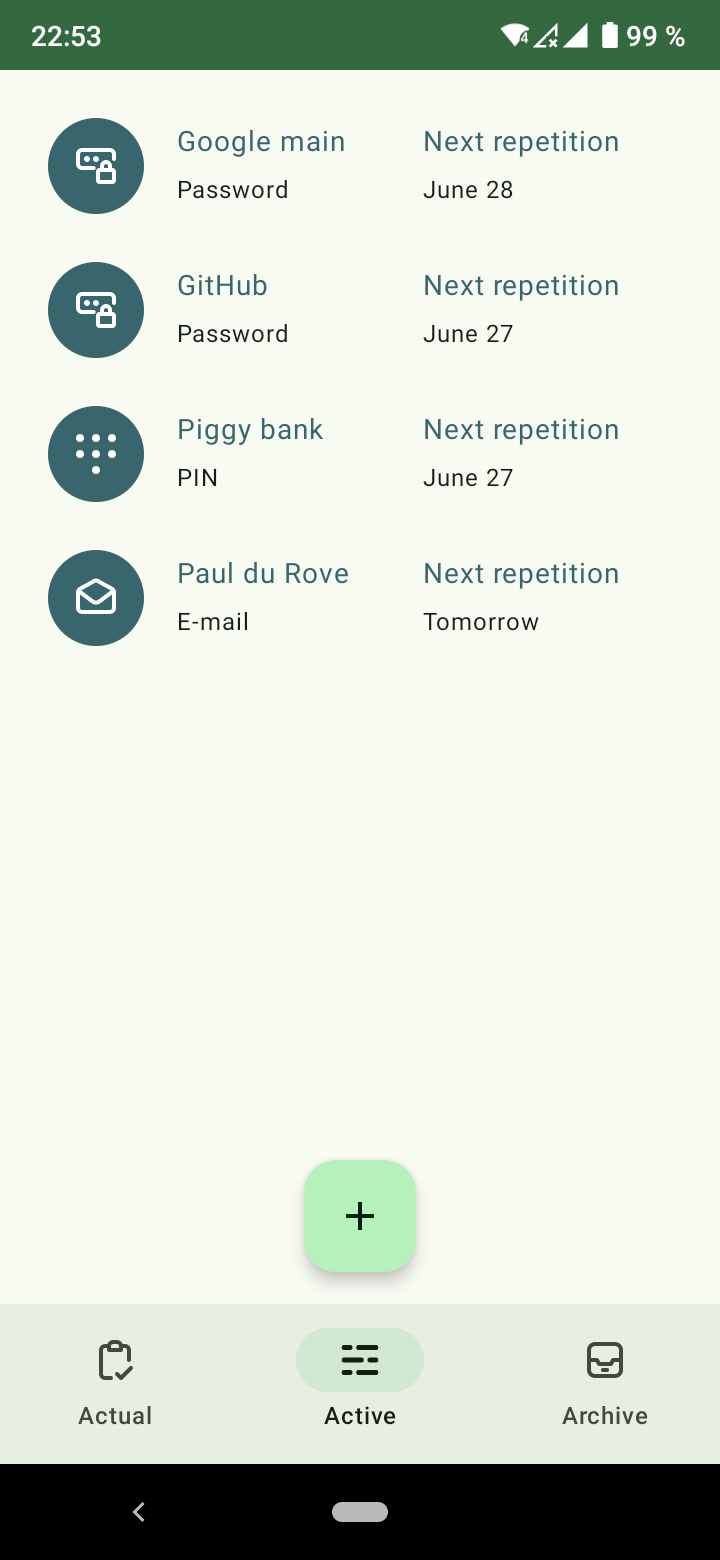 22:53
4
99 %
Google main
Next repetition
Password
June 28
GitHub
Next repetition
Password
June 27
Piggy bank
Next repetition
PIN
June 27
Paul du Rove
Next repetition
E-mail
Tomorrow
Actual
Active
Archive